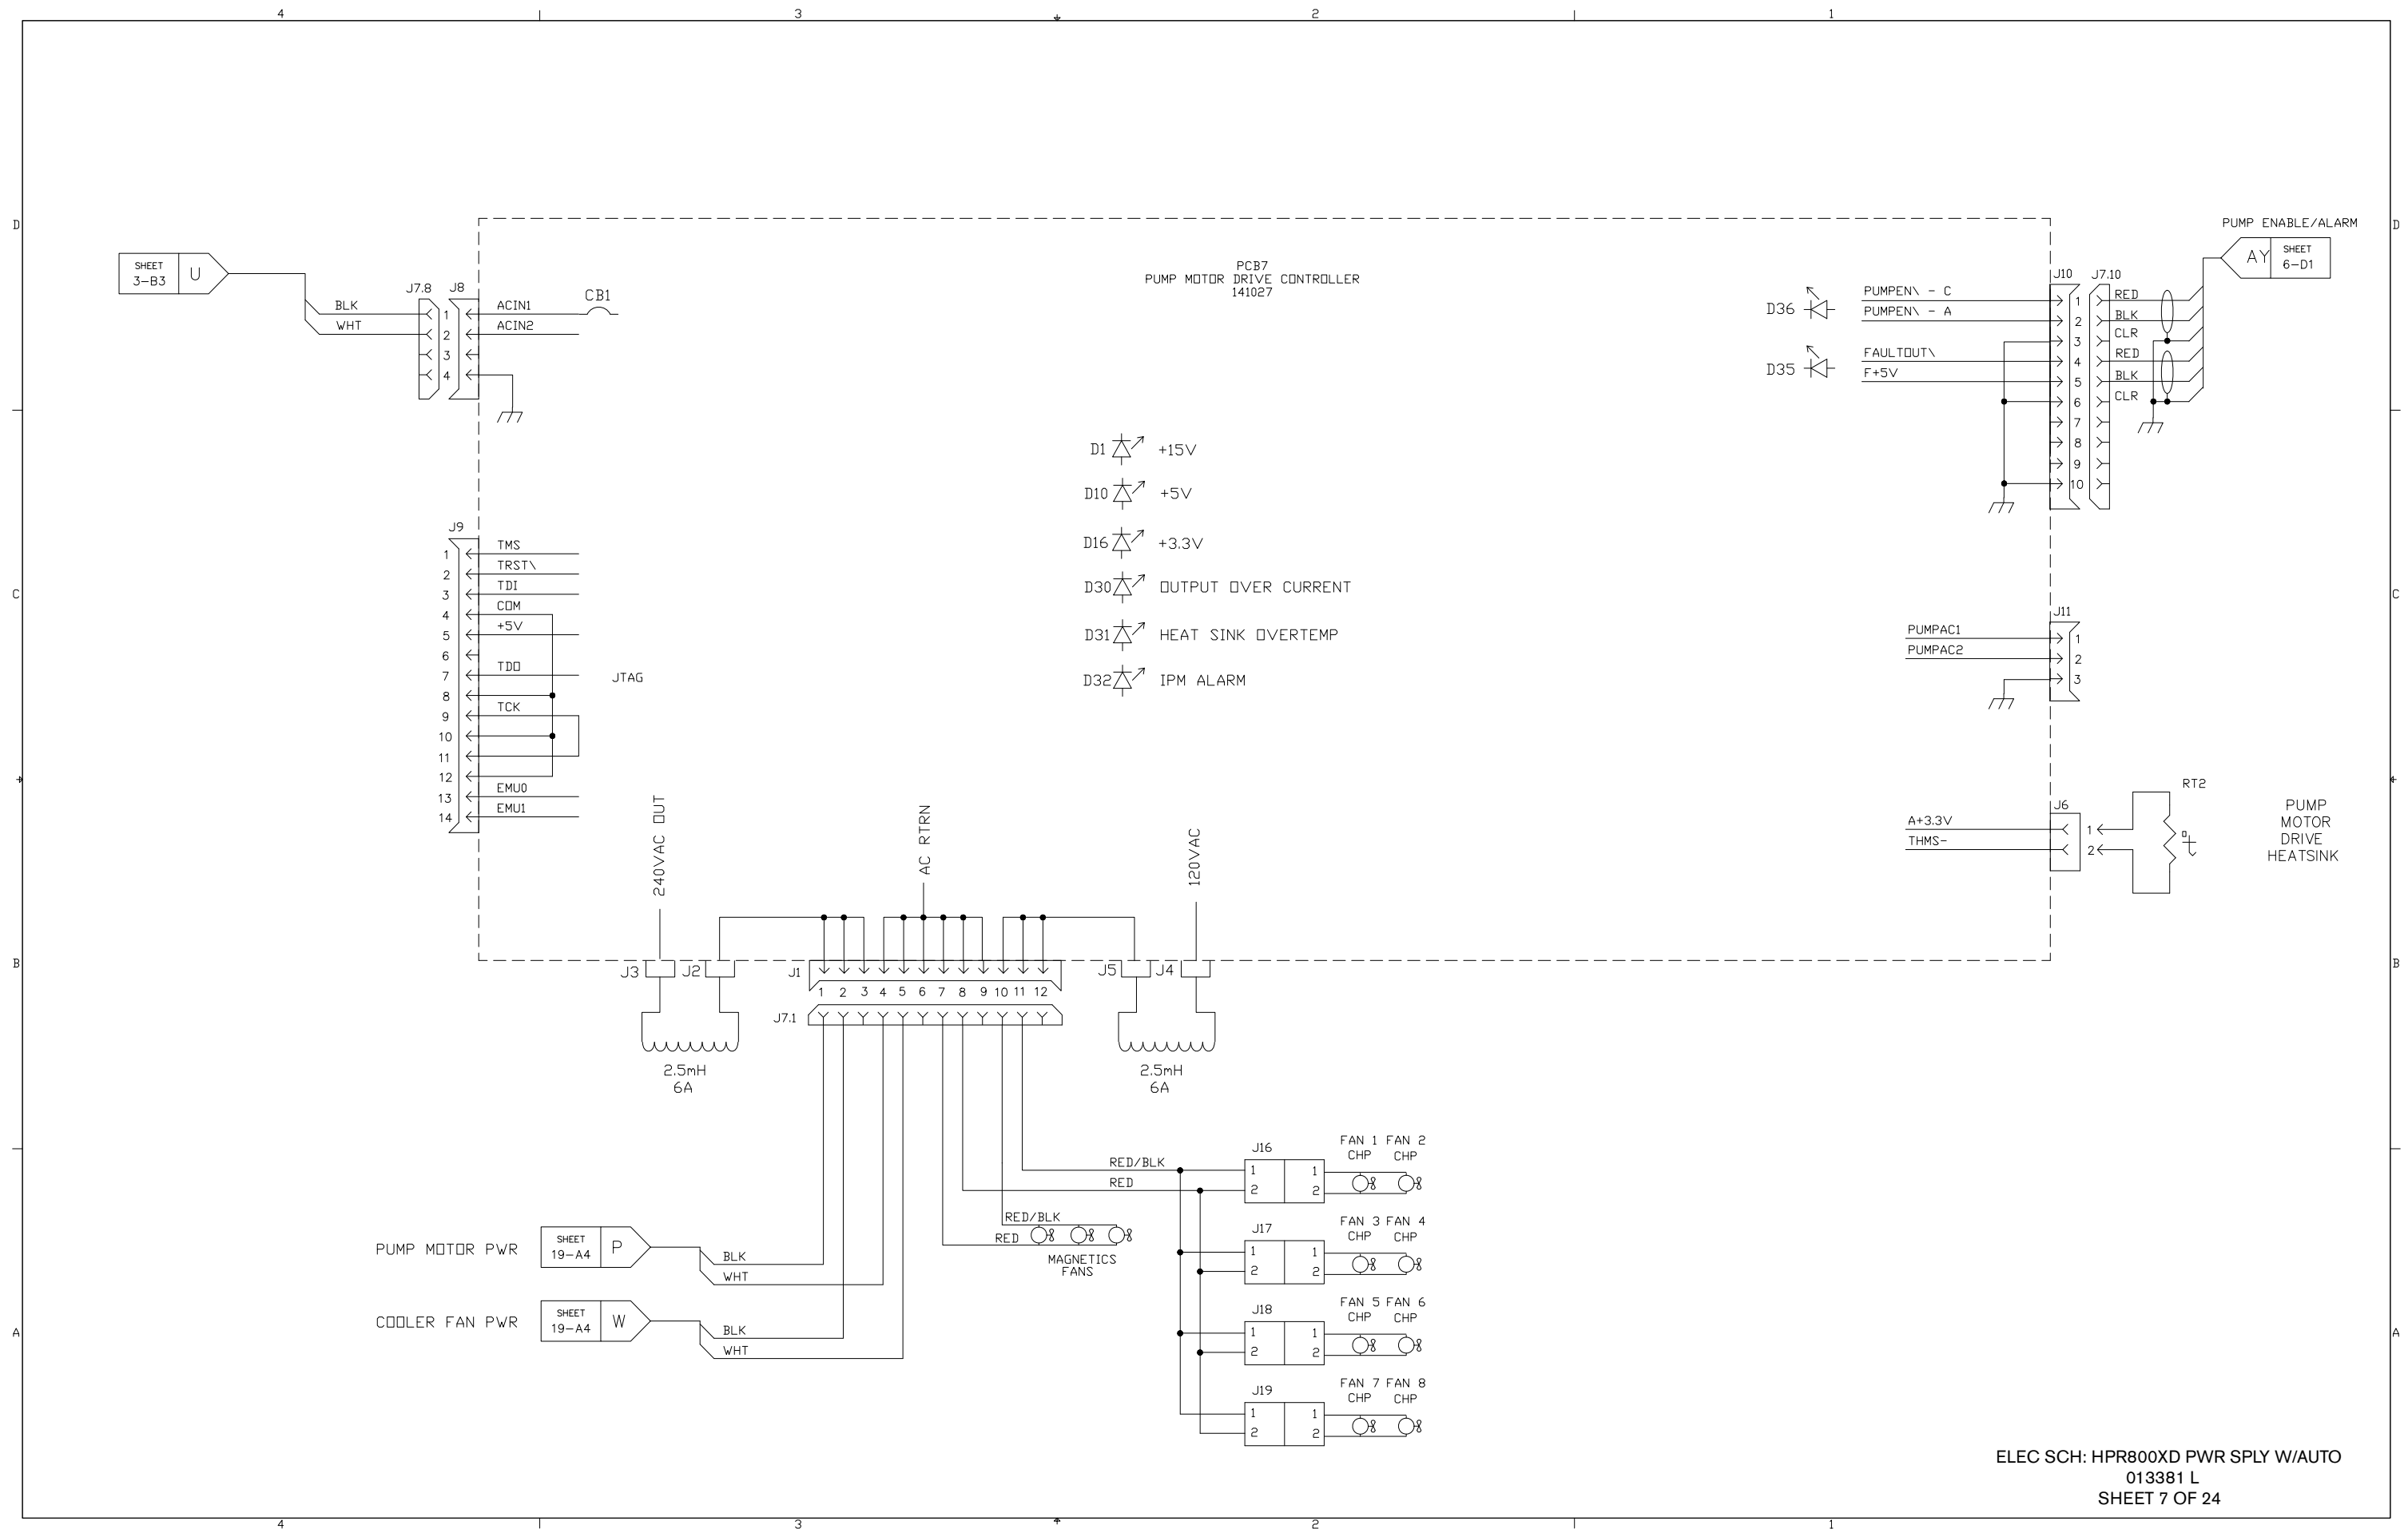 4 3 2 1
D D
PUMP ENABLE/ALARM
SHEET
3-B3
U
AY
SHEET
6-D1
PCB7
PUMP MOTOR DRIVE CONTROLLER
141027
J7.8 J8
BLK 1 ACIN1 CB1
WHT 2 ACIN2
3
4
J10 J7.10
D36 PUMPEN\ - C 1 RED
PUMPEN\ - A 2 BLK
3 CLR
D35 FAULTOUT\ 4 RED
F+5V 5 BLK
6 CLR
7
8
9
10
D1 +15V
D10 +5V
D16 +3.3V
D30 OUTPUT OVER CURRENT
D31 HEAT SINK OVERTEMP
D32 IPM ALARM
J9
1 TMS
2 TRST\
3 TDI
4 COM
5 +5V
6
7 TDO
8
9 TCK
10
11
12
13 EMU0
14 EMU1
JTAG
C C
J11
PUMPAC1 1
PUMPAC2 2
3
RT2
J6
A+3.3V 1
THMS- 2
t°
PUMP
MOTOR
DRIVE
HEATSINK
240VAC OUT
AC RTRN
120VAC
B B
J3 J2 J1 J5 J4
1 2 3 4 5 6 7 8 9 10 11 12
J7.1
2.5mH
6A
2.5mH
6A
FAN 1 FAN 2
CHP CHP
J16
RED/BLK 1 1
RED 2 2
RED/BLK
RED
MAGNETICS
FANS
FAN 3 FAN 4
CHP CHP
J17
1 1
2 2
PUMP MOTOR PWR
SHEET
19-A4
P
BLK
WHT
FAN 5 FAN 6
CHP CHP
J18
1 1
2 2
COOLER FAN PWR
SHEET
19-A4
W
BLK
WHT
A A
FAN 7 FAN 8
CHP CHP
J19
1 1
2 2
ELEC SCH: HPR800XD PWR SPLY W/AUTO
013381 L
SHEET 7 OF 24
4 3 2 1